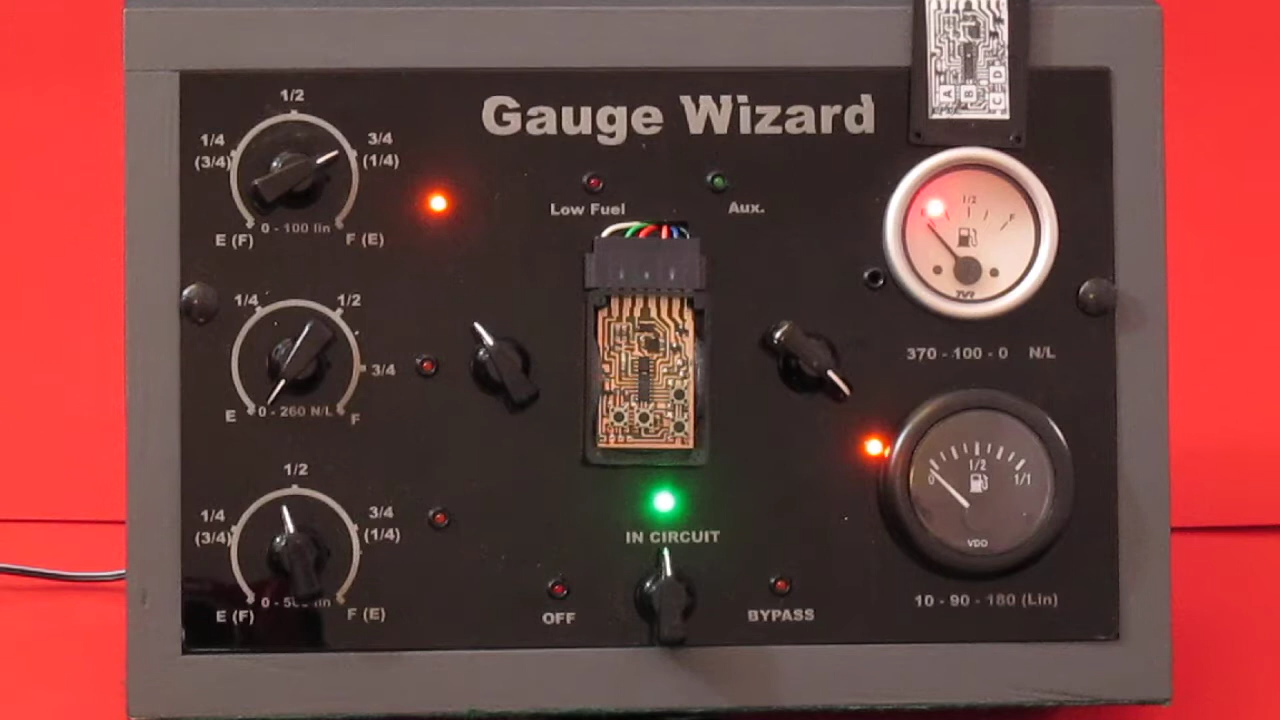 Gauge Wizard
1/2
1/4
(3/4)
3/4
(1/4)
0 - 100 lin
E (F)
F (E)
Low Fuel
Aux.
A
B
C
D
1/2
F
TYR
370 - 100 - 0 N/L
1/4
1/2
3/4
E
0 - 260 N/L
F
0
1/2
1/1
VDO
10 - 90 - 180 (Lin)
1/2
1/4
(3/4)
3/4
(1/4)
E (F)
F (E)
IN CIRCUIT
OFF
BYPASS